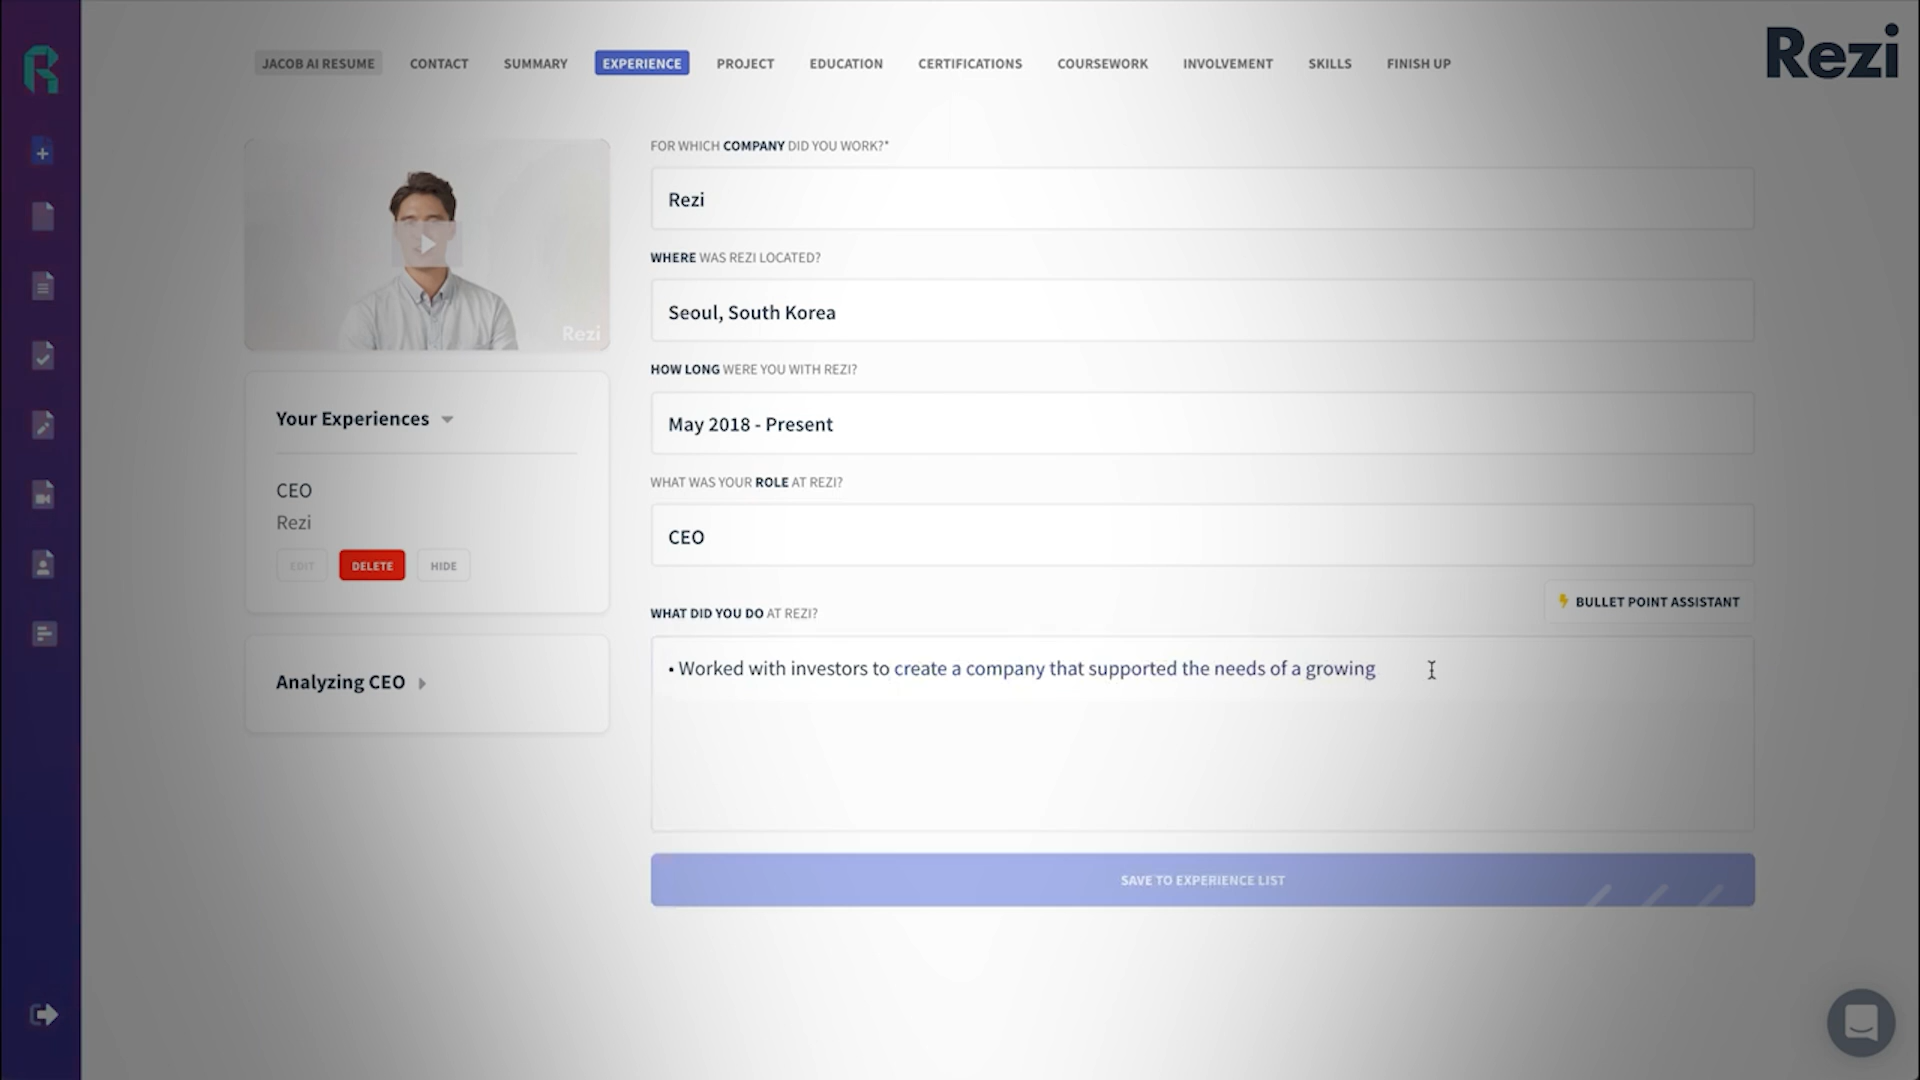 JACOB AI RESUME CONTACT SUMMARY EXPERIENCE PROJECT EDUCATION CERTIFICATIONS COURSEWORK INVOLVEMENT SKILLS FINISH UP
Rezi
Rezi
Your Experiences
CEO
Rezi
EDIT DELETE HIDE
Analyzing CEO
FOR WHICH COMPANY DID YOU WORK?*
Rezi
WHERE WAS REZI LOCATED?
Seoul, South Korea
HOW LONG WERE YOU WITH REZI?
May 2018 - Present
WHAT WAS YOUR ROLE AT REZI?
CEO
WHAT DID YOU DO AT REZI?
BULLET POINT ASSISTANT
• Worked with investors to create a company that supported the needs of a growing
SAVE TO EXPERIENCE LIST